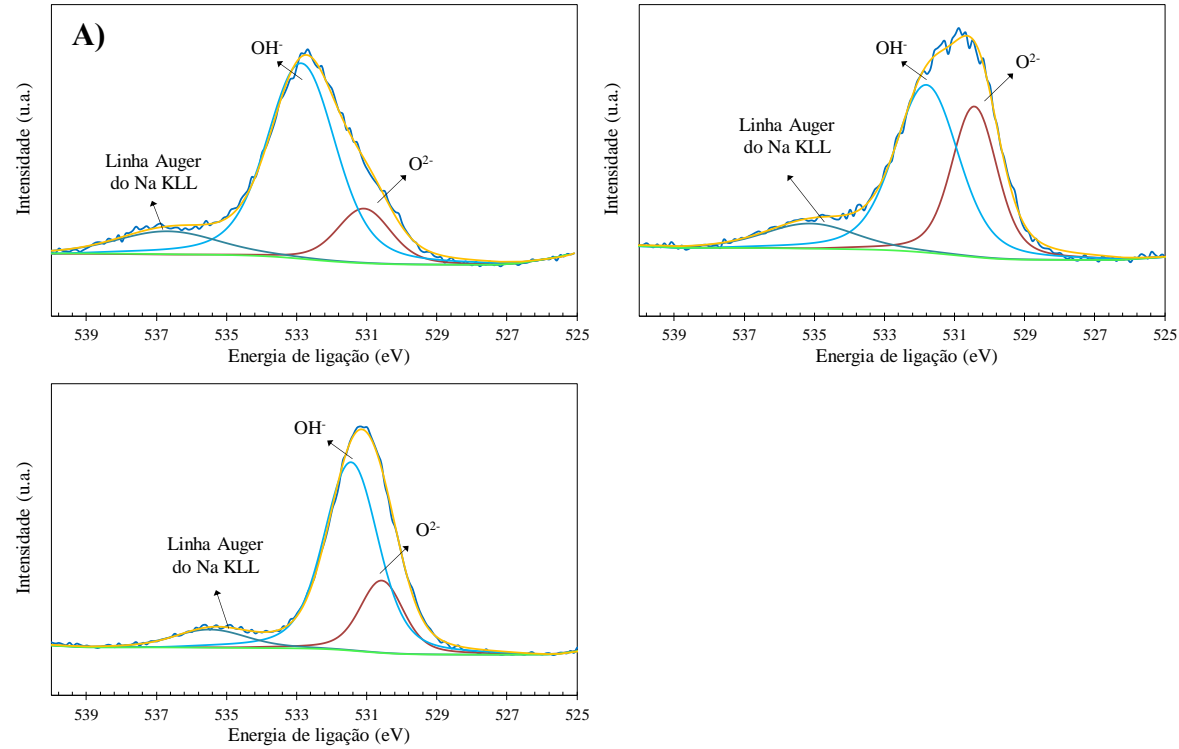 A)
OH⁻
Linha Auger
do Na KLL
O²⁻
Intensidade (u.a.)
539 537 535 533 531 529 527 525
Energia de ligação (eV)
OH⁻
Linha Auger
do Na KLL
O²⁻
Intensidade (u.a.)
539 537 535 533 531 529 527 525
Energia de ligação (eV)
OH⁻
Linha Auger
do Na KLL
O²⁻
Intensidade (u.a.)
539 537 535 533 531 529 527 525
Energia de ligação (eV)